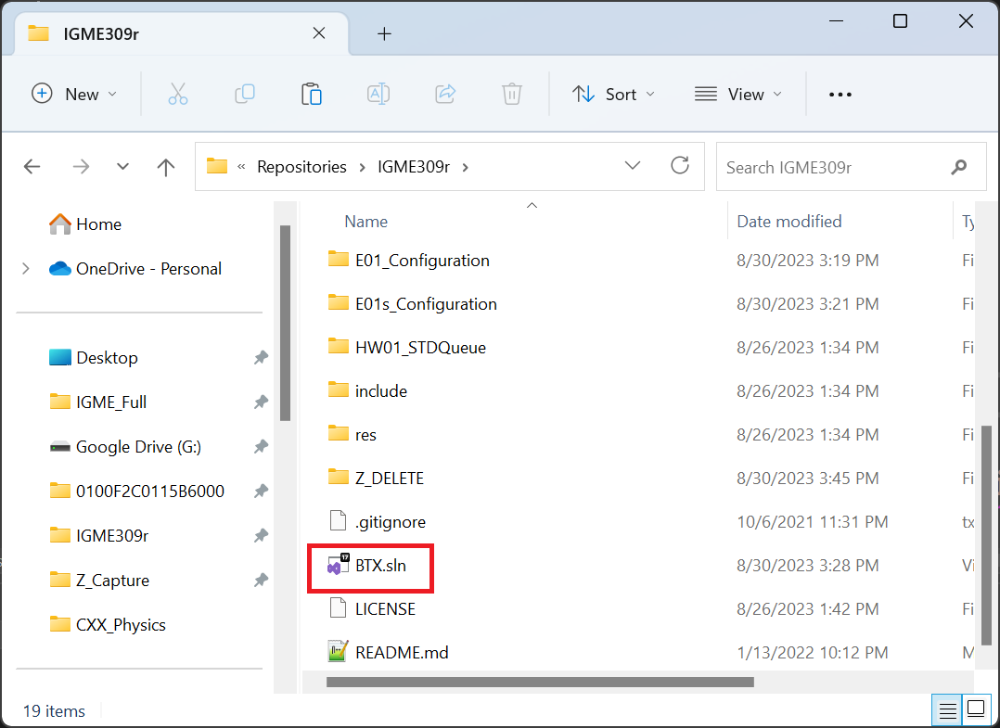 IGME309r
New
Sort
View
« Repositories > IGME309r >
Search IGME309r
Home
OneDrive - Personal
Desktop
IGME_Full
Google Drive (G:)
0100F2C0115B6000
IGME309r
Z_Capture
CXX_Physics
Name Date modified Ty
E01_Configuration 8/30/2023 3:19 PM Fi
E01s_Configuration 8/30/2023 3:21 PM Fi
HW01_STDQueue 8/26/2023 1:34 PM Fi
include 8/26/2023 1:34 PM Fi
res 8/26/2023 1:34 PM Fi
Z_DELETE 8/30/2023 3:45 PM Fi
.gitignore 10/6/2021 11:31 PM tx
BTX.sln 8/30/2023 3:28 PM Vi
LICENSE 8/26/2023 1:42 PM Fi
README.md 1/13/2022 10:12 PM M
19 items